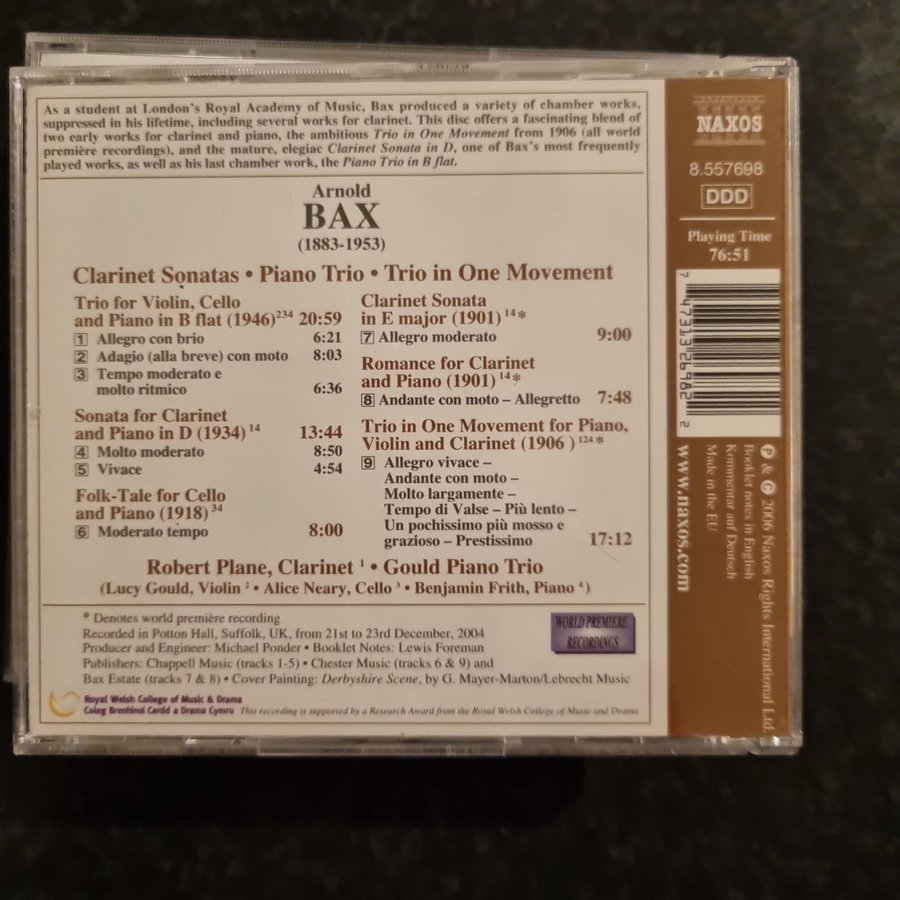 As a student at London's Royal Academy of Music, Bax produced a variety of chamber works,
suppressed in his lifetime, including several works for clarinet. This disc offers a fascinating blend of
two early works for clarinet and piano, the ambitious Trio in One Movement from 1906 (all world
première recordings), and the mature, elegiac Clarinet Sonata in D, one of Bax's most frequently
played works, as well as his last chamber work, the Piano Trio in B flat.
Arnold
BAX
(1883-1953)
Clarinet Sonatas • Piano Trio • Trio in One Movement
Trio for Violin, Cello
and Piano in B flat (1946) 234 20:59
1 Allegro con brio 6:21
2 Adagio (alla breve) con moto 8:03
3 Tempo moderato e
molto ritmico 6:36
Sonata for Clarinet
and Piano in D (1934) 14 13:44
4 Molto moderato 8:50
5 Vivace 4:54
Folk-Tale for Cello
and Piano (1918) 34
6 Moderato tempo 8:00
Clarinet Sonata
in E major (1901) 14*
7 Allegro moderato 9:00
Romance for Clarinet
and Piano (1901) 14*
8 Andante con moto – Allegretto 7:48
Trio in One Movement for Piano,
Violin and Clarinet (1906 ) 124*
9 Allegro vivace –
Andante con moto –
Molto largamente –
Tempo di Valse – Più lento –
Un pochissimo più mosso e
grazioso – Prestissimo 17:12
Robert Plane, Clarinet 1 • Gould Piano Trio
(Lucy Gould, Violin 2 • Alice Neary, Cello 3 • Benjamin Frith, Piano 4)
* Denotes world première recording
Recorded in Potton Hall, Suffolk, UK, from 21st to 23rd December, 2004
Producer and Engineer: Michael Ponder • Booklet Notes: Lewis Foreman
Publishers: Chappell Music (tracks 1-5) • Chester Music (tracks 6 & 9) and
Bax Estate (tracks 7 & 8) • Cover Painting: Derbyshire Scene, by G. Mayer-Marton/Lebrecht Music
WORLD PREMIERE
RECORDINGS
Royal Welsh College of Music & Drama
Coleg Brenhinol Cerdd a Drama Cymru This recording is supported by a Research Award from the Royal Welsh College of Music and Drama
NAXOS
8.557698
DDD
Playing Time
76:51
7 47313 26982 2
℗ & © 2006 Naxos Rights International Ltd.
Booklet notes in English
Kommentar auf Deutsch
Made in the EU
www.naxos.com